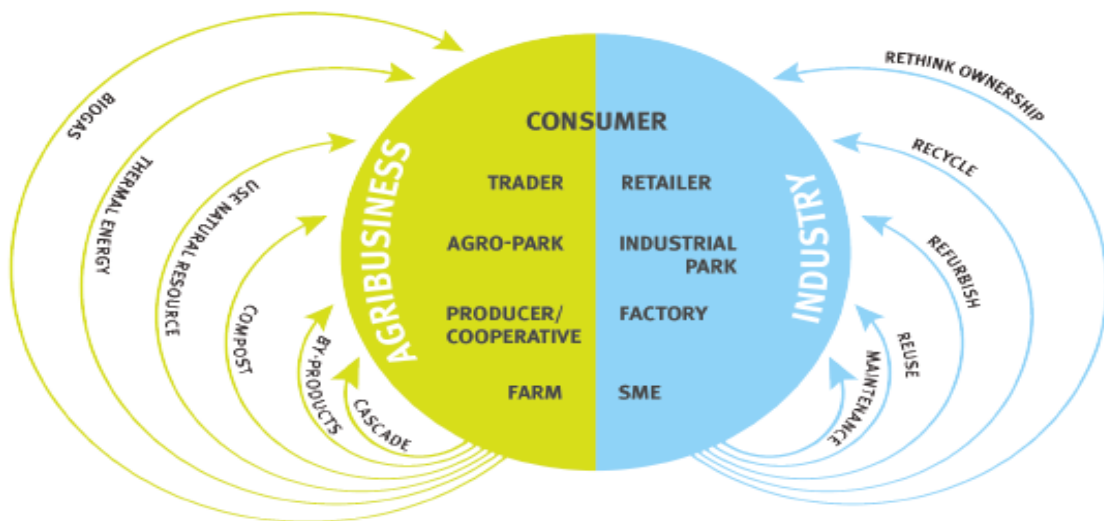 BIOGAS
THERMAL ENERGY
USE NATURAL RESOURCE
COMPOST
BY-PRODUCTS
CASCADE
AGRIBUSINESS
CONSUMER
TRADER
RETAILER
AGRO-PARK
INDUSTRIAL
PARK
PRODUCER/
COOPERATIVE
FACTORY
FARM
SME
INDUSTRY
RETHINK OWNERSHIP
RECYCLE
REFURBISH
REUSE
MAINTENANCE